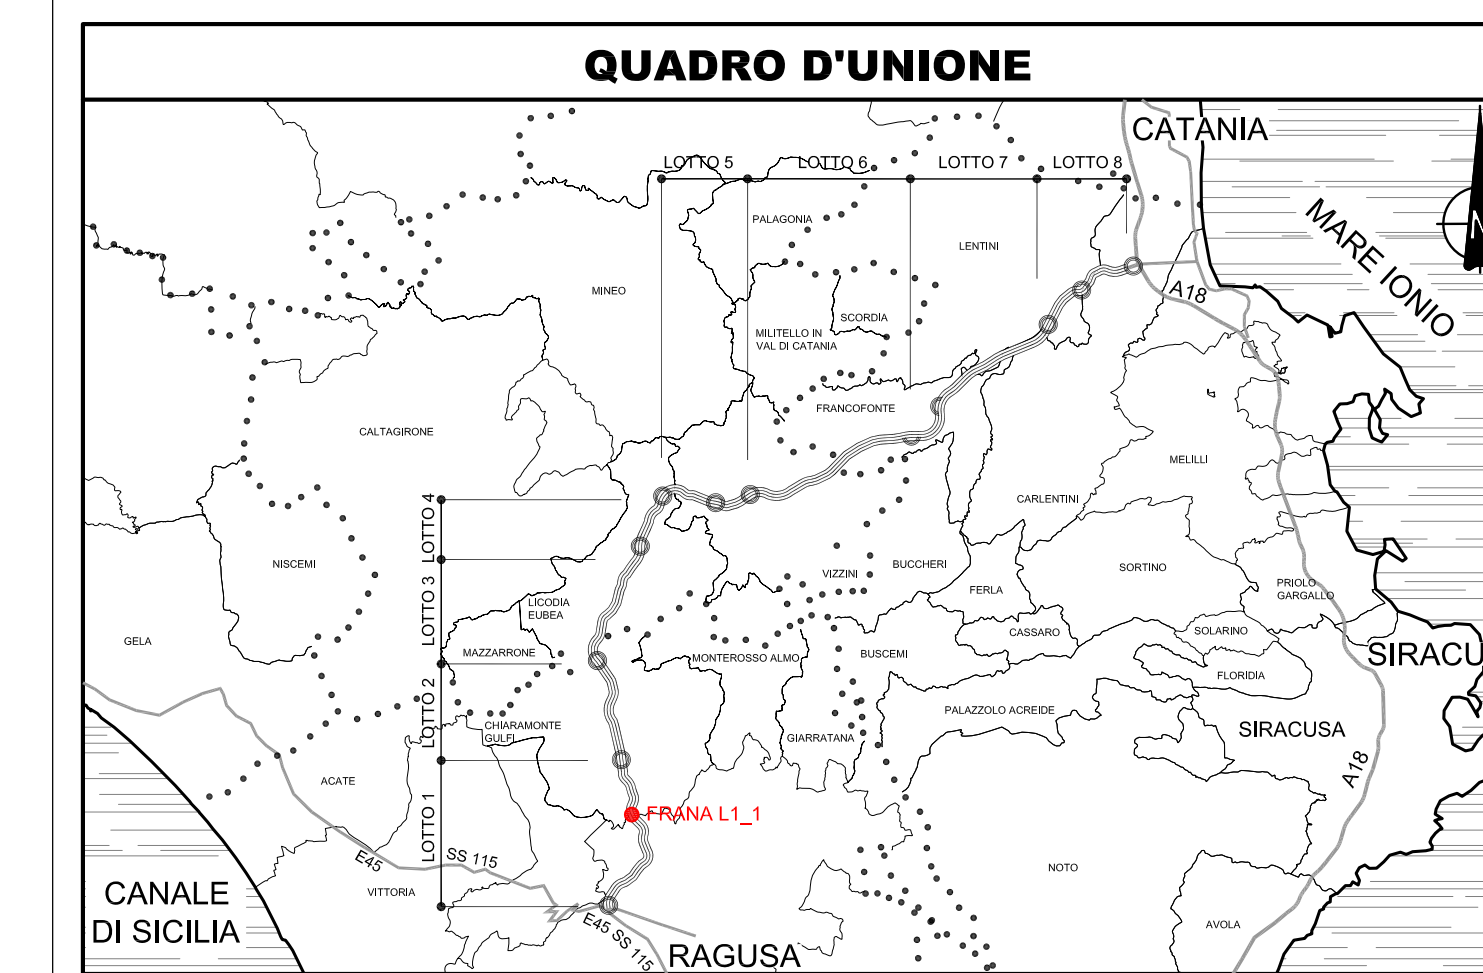 QUADRO D'UNIONE
CATANIA
LOTTO 5
LOTTO 6
LOTTO 7
LOTTO 8
PALAGONIA
LENTINI
MARE IONIO
N
MINEO
A18
SCORDIA
MILITELLO IN
VAL DI CATANIA
FRANCOFONTE
CALTAGIRONE
MELILLI
CARLENTINI
LOTTO 4
NISCEMI
VIZZINI
BUCCHERI
SORTINO
FERLA
PRIOLO
GARGALLO
LOTTO 3
LICODIA
EUBEA
GELA
MAZZARRONE
MONTEROSSO ALMO
BUSCEMI
CASSARO
SOLARINO
SIRACU
FLORIDIA
LOTTO 2
CHIARAMONTE
GULFI
GIARRATANA
PALAZZOLO ACREIDE
SIRACUSA
A18
ACATE
LOTTO 1
FRANA L1_1
E45
SS 115
VITTORIA
NOTO
CANALE
DI SICILIA
E45 SS 115
RAGUSA
AVOLA